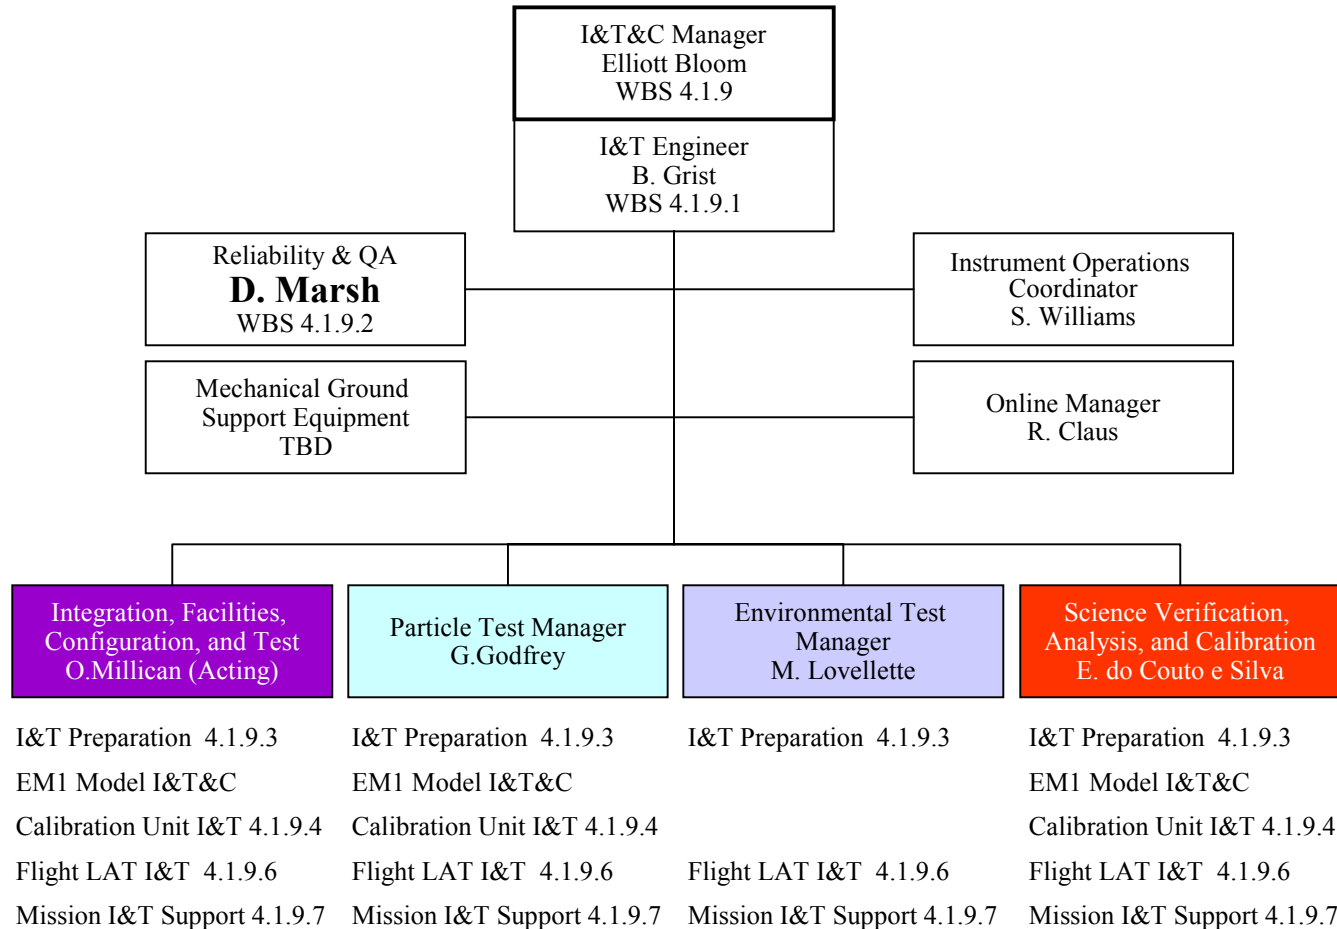 I&T&C Manager
Elliott Bloom
WBS 4.1.9
I&T Engineer
B. Grist
WBS 4.1.9.1
Reliability & QA
D. Marsh
WBS 4.1.9.2
Instrument Operations
Coordinator
S. Williams
Mechanical Ground
Support Equipment
TBD
Online Manager
R. Claus
Integration, Facilities,
Configuration, and Test
O.Millican (Acting)
Particle Test Manager
G.Godfrey
Environmental Test
Manager
M. Lovellette
Science Verification,
Analysis, and Calibration
E. do Couto e Silva
I&T Preparation 4.1.9.3
EM1 Model I&T&C
Calibration Unit I&T 4.1.9.4
Flight LAT I&T 4.1.9.6
Mission I&T Support 4.1.9.7
I&T Preparation 4.1.9.3
EM1 Model I&T&C
Calibration Unit I&T 4.1.9.4
Flight LAT I&T 4.1.9.6
Mission I&T Support 4.1.9.7
I&T Preparation 4.1.9.3
Flight LAT I&T 4.1.9.6
Mission I&T Support 4.1.9.7
I&T Preparation 4.1.9.3
EM1 Model I&T&C
Calibration Unit I&T 4.1.9.4
Flight LAT I&T 4.1.9.6
Mission I&T Support 4.1.9.7